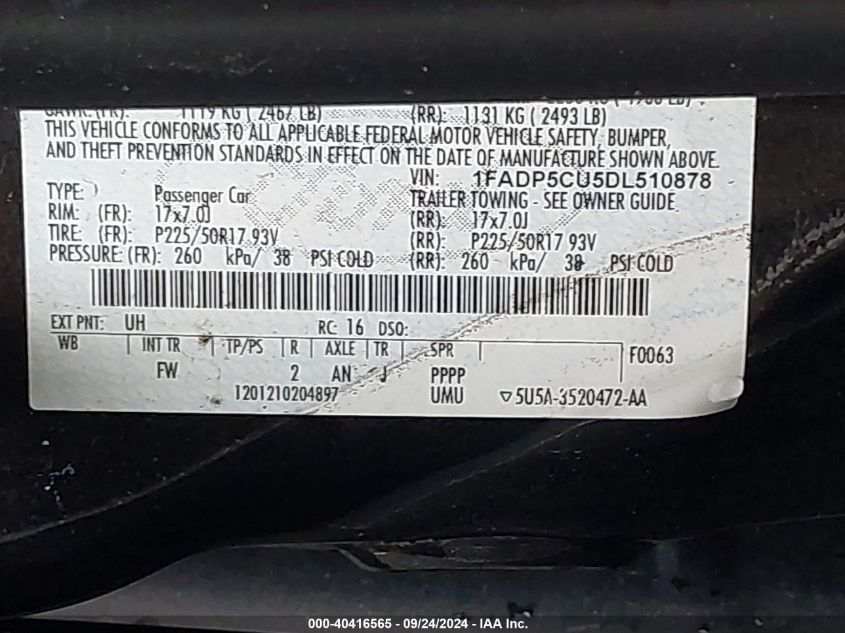 GAWR: (FR): 1119 KG ( 2467 LB) (RR): 1131 KG ( 2493 LB)
THIS VEHICLE CONFORMS TO ALL APPLICABLE FEDERAL MOTOR VEHICLE SAFETY, BUMPER,
AND THEFT PREVENTION STANDARDS IN EFFECT ON THE DATE OF MANUFACTURE SHOWN ABOVE.
VIN: 1FADP5CU5DL510878
TYPE: Passenger Car TRAILER TOWING - SEE OWNER GUIDE
RIM: (FR): 17x7.0J (RR): 17x7.0J
TIRE: (FR): P225/50R17 93V (RR): P225/50R17 93V
PRESSURE: (FR): 260 kPa/ 38 PSI COLD (RR): 260 kPa/ 38 PSI COLD
EXT PNT: UH RC: 16 DSO:
WB INT TR TP/PS R AXLE TR SPR F0063
FW 2 AN J PPPP
1201210204897 UMU ▽5U5A-3520472-AA
000-40416565 - 09/24/2024 - IAA Inc.